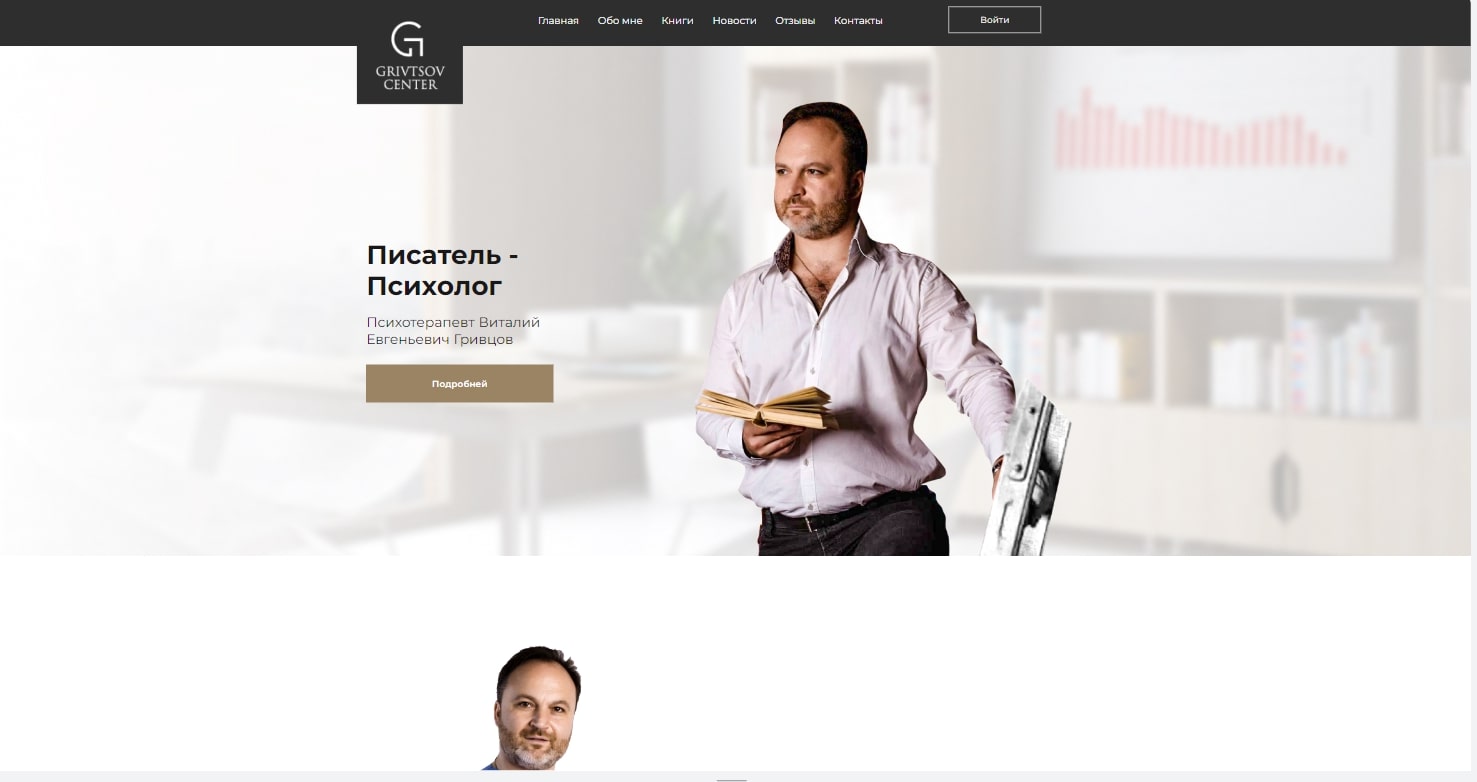 Главная Обо мне Книги Новости Отзывы Контакты Войти
GRIVTSOV
CENTER
Писатель -
Психолог
Психотерапевт Виталий
Евгеньевич Гривцов
Подробней